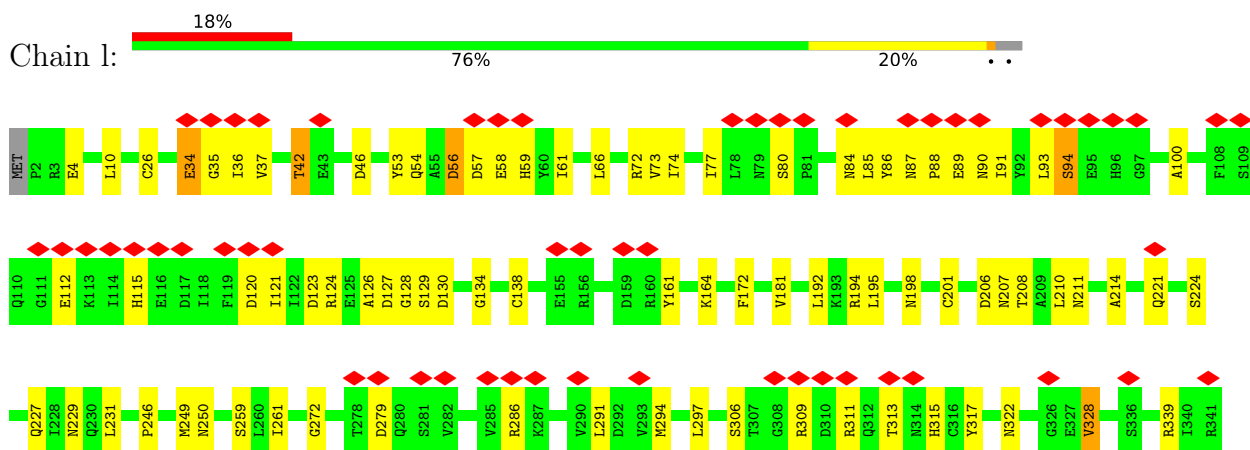 18%
Chain l:
76%
20%
• •
MET P2 R3 E4 L10 C26 E34 G35 I36 V37 T42 E43 D46 Y53 Q54 A55 D56 D57 E58 H59 Y60 I61 L66 R72 V73 I74 I77 L78 N79 S80 P81 N84 L85 Y86 N87 P88 E89 N90 I91 Y92 L93 S94 E95 H96 G97 A100 F108 S109
Q110 G111 E112 K113 I114 H115 E116 D117 I118 F119 D120 I121 I122 D123 R124 E125 A126 D127 G128 S129 D130 G134 C138 E155 R156 D159 R160 Y161 K164 F172 V181 L192 K193 R194 L195 N198 C201 D206 N207 T208 A209 L210 N211 A214 Q221 S224
Q227 I228 N229 Q230 L231 P246 M249 N250 S259 L260 I261 G272 T278 D279 Q280 S281 V282 V285 R286 K287 V290 L291 D292 V293 M294 L297 S306 T307 G308 R309 D310 R311 Q312 T313 N314 H315 C316 Y317 N322 G326 E327 V328 S336 R339 I340 R341